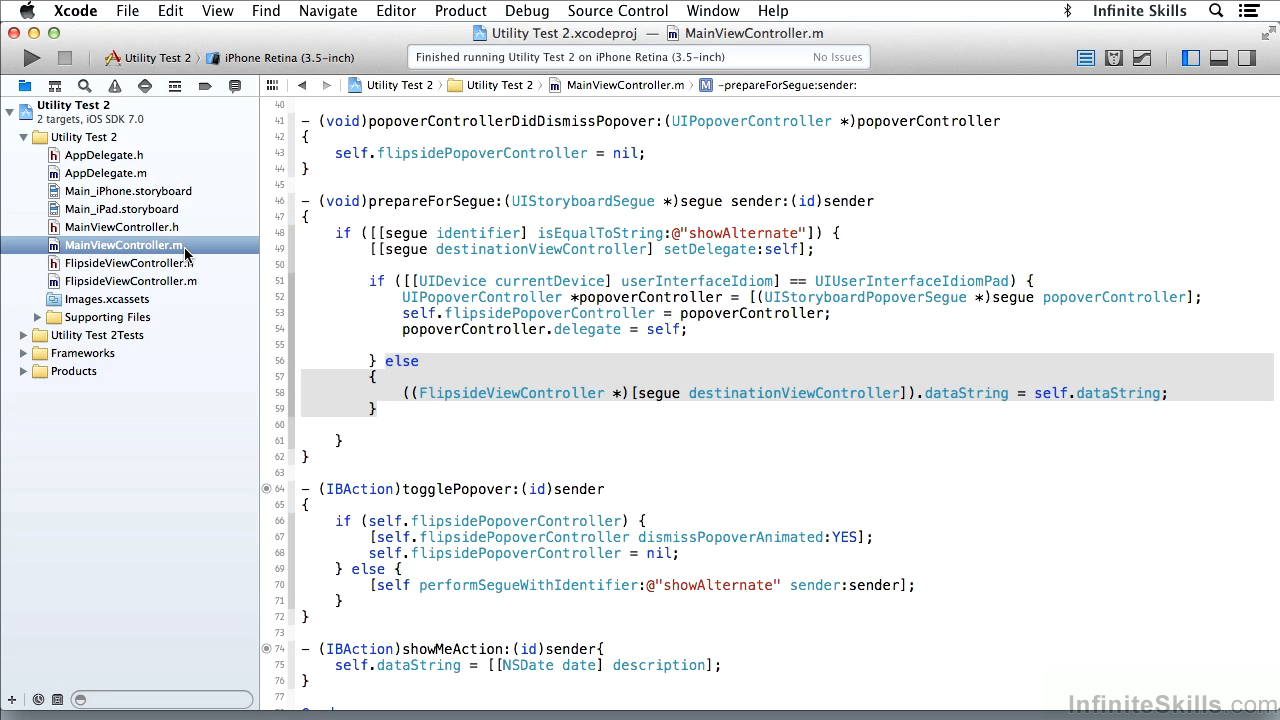 Xcode File Edit View Find Navigate Editor Product Debug Source Control Window Help Infinite Skills
Utility Test 2.xcodeproj — MainViewController.m
Utility Test 2 iPhone Retina (3.5-inch) Finished running Utility Test 2 on iPhone Retina (3.5-inch) No Issues
Utility Test 2 Utility Test 2 MainViewController.m -prepareForSegue:sender:
Utility Test 2
2 targets, iOS SDK 7.0
Utility Test 2
AppDelegate.h
AppDelegate.m
Main_iPhone.storyboard
Main_iPad.storyboard
MainViewController.h
MainViewController.m
FlipsideViewController.h
FlipsideViewController.m
Images.xcassets
Supporting Files
Utility Test 2Tests
Frameworks
Products
40
41 - (void)popoverControllerDidDismissPopover:(UIPopoverController *)popoverController
42 {
43 self.flipsidePopoverController = nil;
44 }
45
46 - (void)prepareForSegue:(UIStoryboardSegue *)segue sender:(id)sender
47 {
48 if ([[segue identifier] isEqualToString:@"showAlternate"]) {
49 [[segue destinationViewController] setDelegate:self];
50
51 if ([[UIDevice currentDevice] userInterfaceIdiom] == UIUserInterfaceIdiomPad) {
52 UIPopoverController *popoverController = [(UIStoryboardPopoverSegue *)segue popoverController];
53 self.flipsidePopoverController = popoverController;
54 popoverController.delegate = self;
55
56 } else
57 {
58 ((FlipsideViewController *)[segue destinationViewController]).dataString = self.dataString;
59 }
60
61 }
62 }
63
64 - (IBAction)togglePopover:(id)sender
65 {
66 if (self.flipsidePopoverController) {
67 [self.flipsidePopoverController dismissPopoverAnimated:YES];
68 self.flipsidePopoverController = nil;
69 } else {
70 [self performSegueWithIdentifier:@"showAlternate" sender:sender];
71 }
72 }
73
74 - (IBAction)showMeAction:(id)sender{
75 self.dataString = [[NSDate date] description];
76 }
77
InfiniteSkills.com